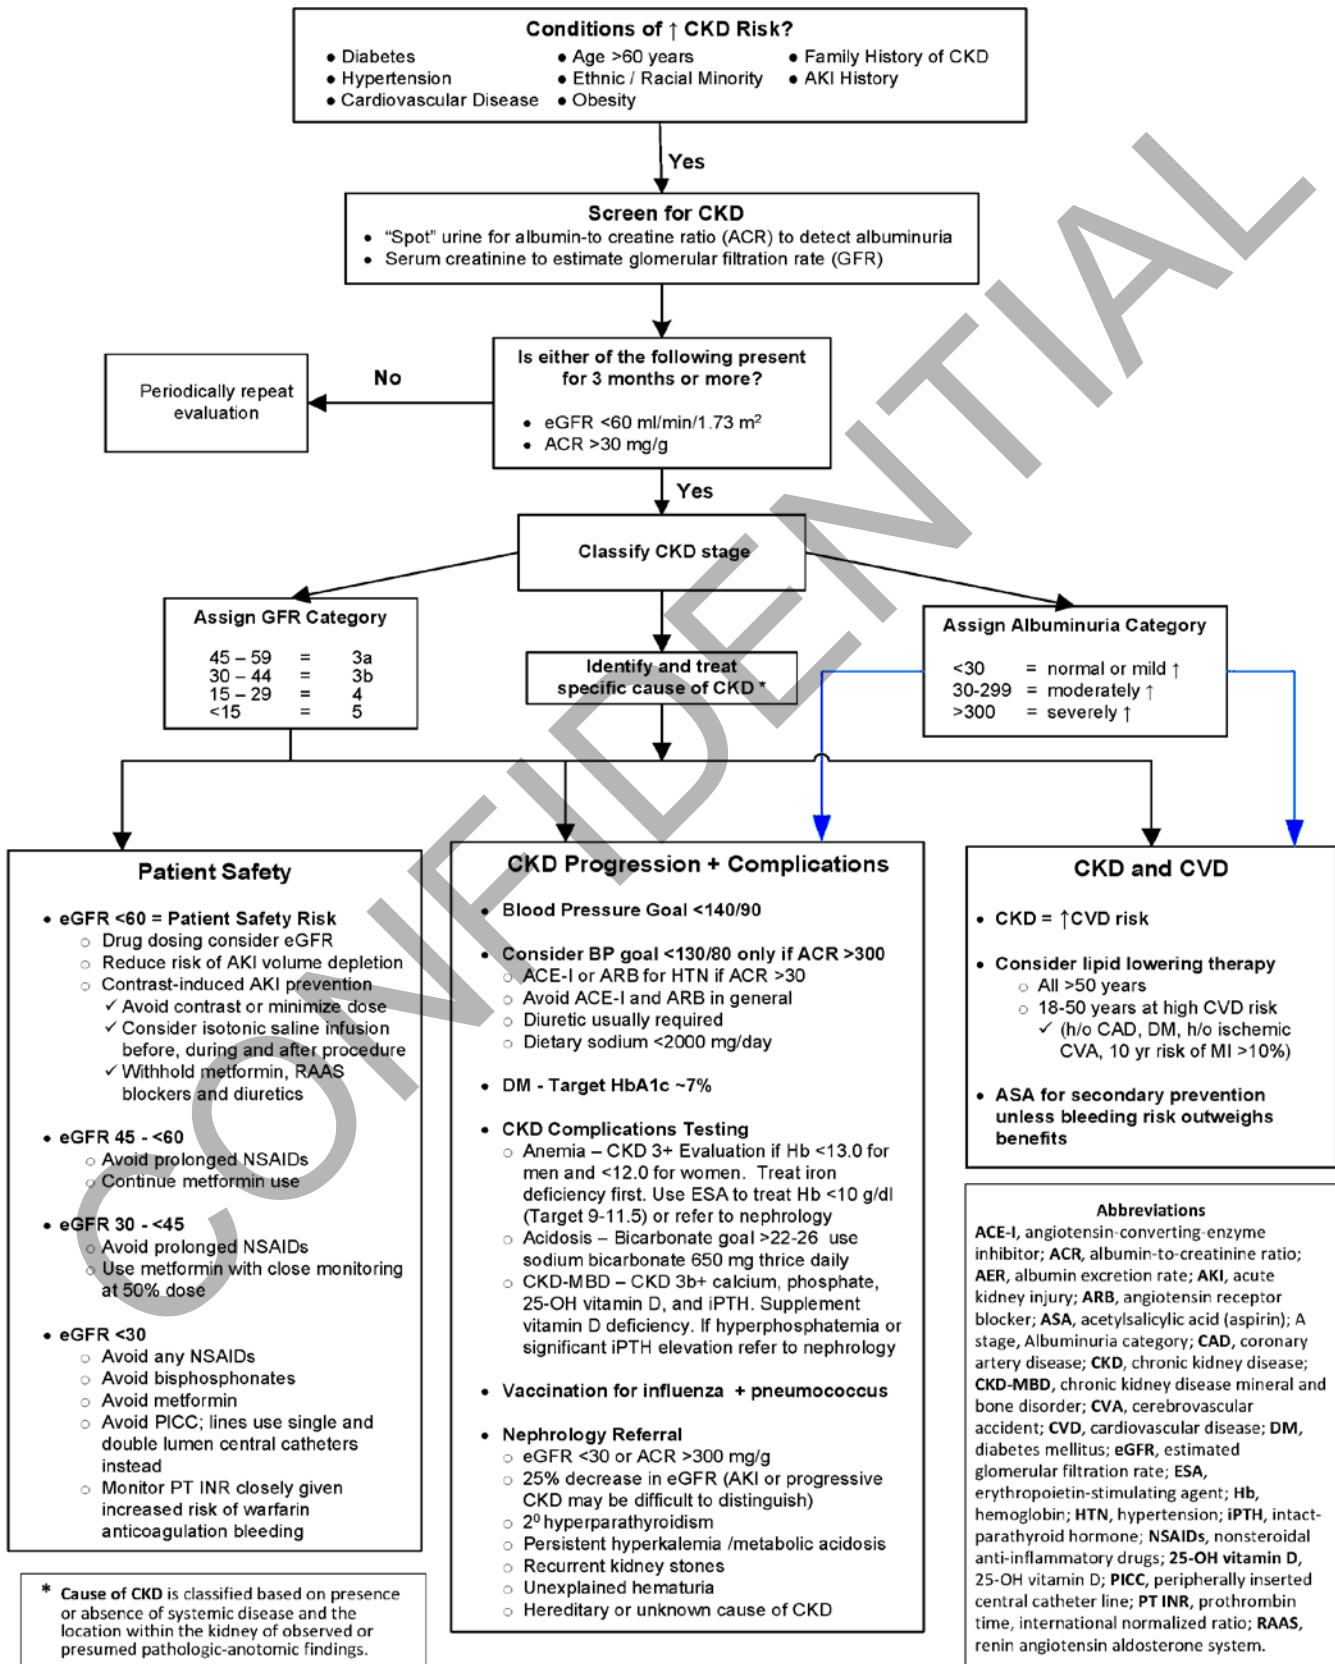 Conditions of ↑ CKD Risk?
● Diabetes
● Hypertension
● Cardiovascular Disease
● Age >60 years
● Ethnic / Racial Minority
● Obesity
● Family History of CKD
● AKI History
Yes
Screen for CKD
• “Spot” urine for albumin-to creatine ratio (ACR) to detect albuminuria
• Serum creatinine to estimate glomerular filtration rate (GFR)
Is either of the following present
for 3 months or more?
• eGFR <60 ml/min/1.73 m²
• ACR >30 mg/g
No
Periodically repeat
evaluation
Yes
Classify CKD stage
Assign GFR Category
45 – 59 = 3a
30 – 44 = 3b
15 – 29 = 4
<15 = 5
Identify and treat
specific cause of CKD *
Assign Albuminuria Category
<30 = normal or mild ↑
30-299 = moderately ↑
>300 = severely ↑
Patient Safety
• eGFR <60 = Patient Safety Risk
○ Drug dosing consider eGFR
○ Reduce risk of AKI volume depletion
○ Contrast-induced AKI prevention
✓ Avoid contrast or minimize dose
✓ Consider isotonic saline infusion
before, during and after procedure
✓ Withhold metformin, RAAS
blockers and diuretics
• eGFR 45 - <60
○ Avoid prolonged NSAIDs
○ Continue metformin use
• eGFR 30 - <45
○ Avoid prolonged NSAIDs
○ Use metformin with close monitoring
at 50% dose
• eGFR <30
○ Avoid any NSAIDs
○ Avoid bisphosphonates
○ Avoid metformin
○ Avoid PICC; lines use single and
double lumen central catheters
instead
○ Monitor PT INR closely given
increased risk of warfarin
anticoagulation bleeding
* Cause of CKD is classified based on presence
or absence of systemic disease and the
location within the kidney of observed or
presumed pathologic-anotomic findings.
CKD Progression + Complications
• Blood Pressure Goal <140/90
• Consider BP goal <130/80 only if ACR >300
○ ACE-I or ARB for HTN if ACR >30
○ Avoid ACE-I and ARB in general
○ Diuretic usually required
○ Dietary sodium <2000 mg/day
• DM - Target HbA1c ~7%
• CKD Complications Testing
○ Anemia – CKD 3+ Evaluation if Hb <13.0 for
men and <12.0 for women. Treat iron
deficiency first. Use ESA to treat Hb <10 g/dl
(Target 9-11.5) or refer to nephrology
○ Acidosis – Bicarbonate goal >22-26 use
sodium bicarbonate 650 mg thrice daily
○ CKD-MBD – CKD 3b+ calcium, phosphate,
25-OH vitamin D, and iPTH. Supplement
vitamin D deficiency. If hyperphosphatemia or
significant iPTH elevation refer to nephrology
• Vaccination for influenza + pneumococcus
• Nephrology Referral
○ eGFR <30 or ACR >300 mg/g
○ 25% decrease in eGFR (AKI or progressive
CKD may be difficult to distinguish)
○ 2⁰ hyperparathyroidism
○ Persistent hyperkalemia /metabolic acidosis
○ Recurrent kidney stones
○ Unexplained hematuria
○ Hereditary or unknown cause of CKD
CKD and CVD
• CKD = ↑CVD risk
• Consider lipid lowering therapy
○ All >50 years
○ 18-50 years at high CVD risk
✓ (h/o CAD, DM, h/o ischemic
CVA, 10 yr risk of MI >10%)
• ASA for secondary prevention
unless bleeding risk outweighs
benefits
Abbreviations
ACE-I, angiotensin-converting-enzyme
inhibitor; ACR, albumin-to-creatinine ratio;
AER, albumin excretion rate; AKI, acute
kidney injury; ARB, angiotensin receptor
blocker; ASA, acetylsalicylic acid (aspirin); A
stage, Albuminuria category; CAD, coronary
artery disease; CKD, chronic kidney disease;
CKD-MBD, chronic kidney disease mineral and
bone disorder; CVA, cerebrovascular
accident; CVD, cardiovascular disease; DM,
diabetes mellitus; eGFR, estimated
glomerular filtration rate; ESA,
erythropoietin-stimulating agent; Hb,
hemoglobin; HTN, hypertension; iPTH, intact-
parathyroid hormone; NSAIDs, nonsteroidal
anti-inflammatory drugs; 25-OH vitamin D,
25-OH vitamin D; PICC, peripherally inserted
central catheter line; PT INR, prothrombin
time, international normalized ratio; RAAS,
renin angiotensin aldosterone system.
CONFIDENTIAL